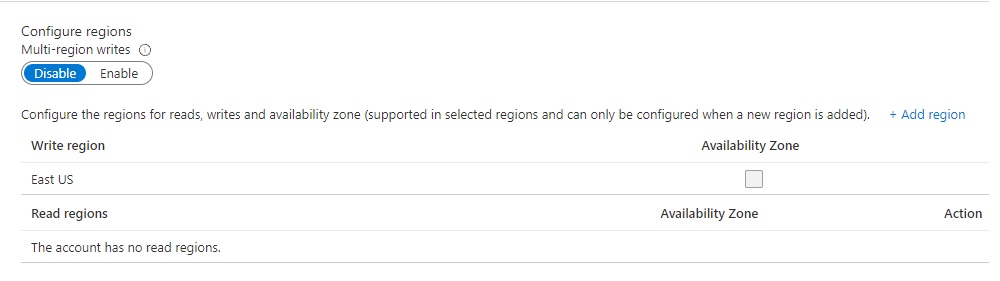 Configure regions
Multi-region writes
Disable Enable
Configure the regions for reads, writes and availability zone (supported in selected regions and can only be configured when a new region is added). + Add region
Write region Availability Zone
East US
Read regions Availability Zone Action
The account has no read regions.